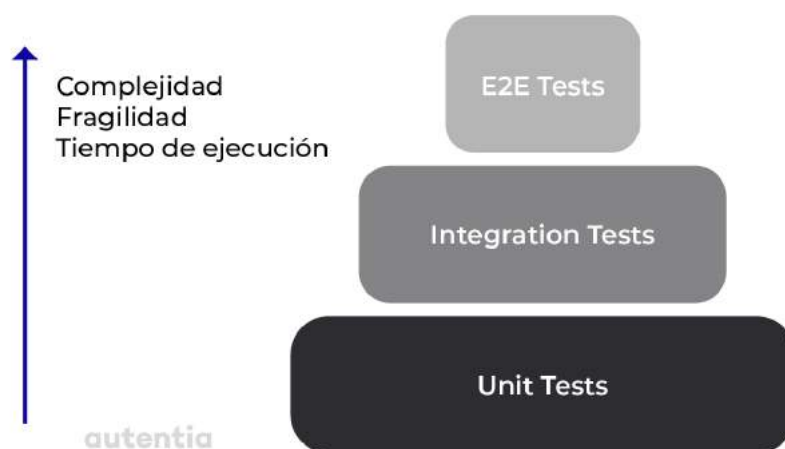 Complejidad
Fragilidad
Tiempo de ejecución
E2E Tests
Integration Tests
Unit Tests
autentia